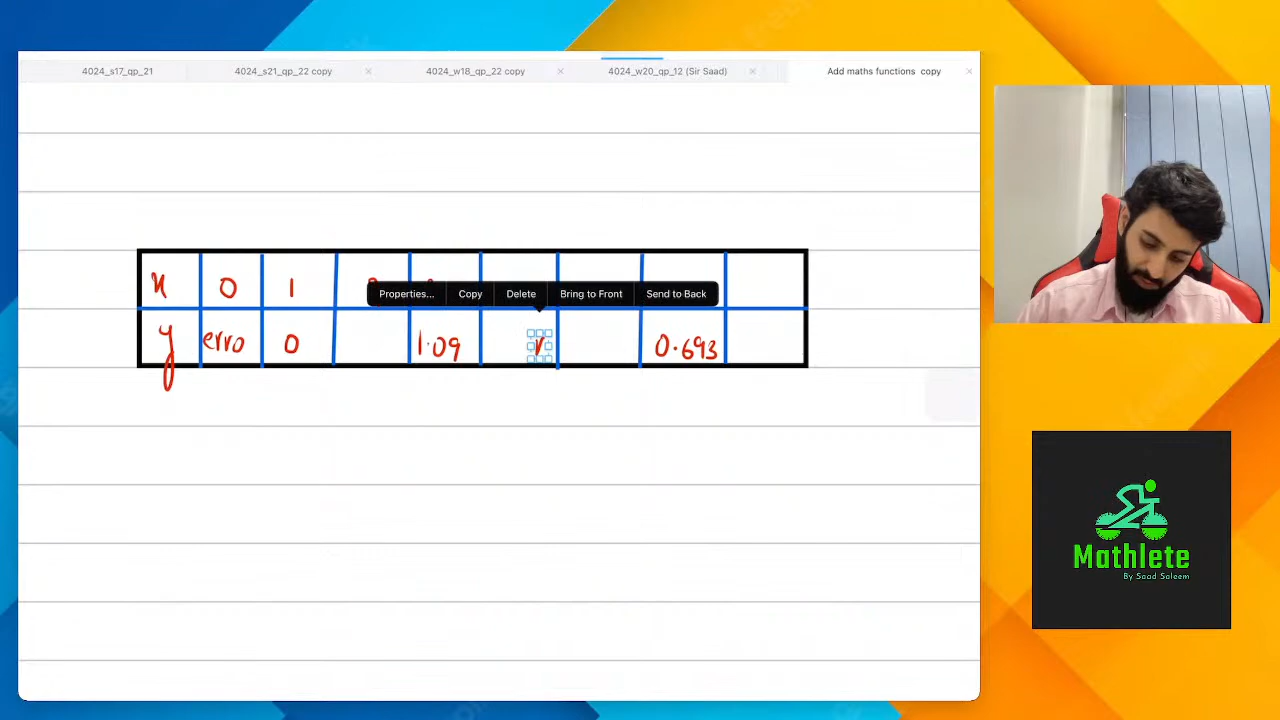 4024_s17_qp_21 4024_s21_qp_22 copy 4024_w18_qp_22 copy 4024_w20_qp_12 (Sir Saad) Add maths functions copy
x 0 1
Properties... Copy Delete Bring to Front Send to Back
y erro 0 1.09 r 0.693
Mathlete
By Saad Saleem